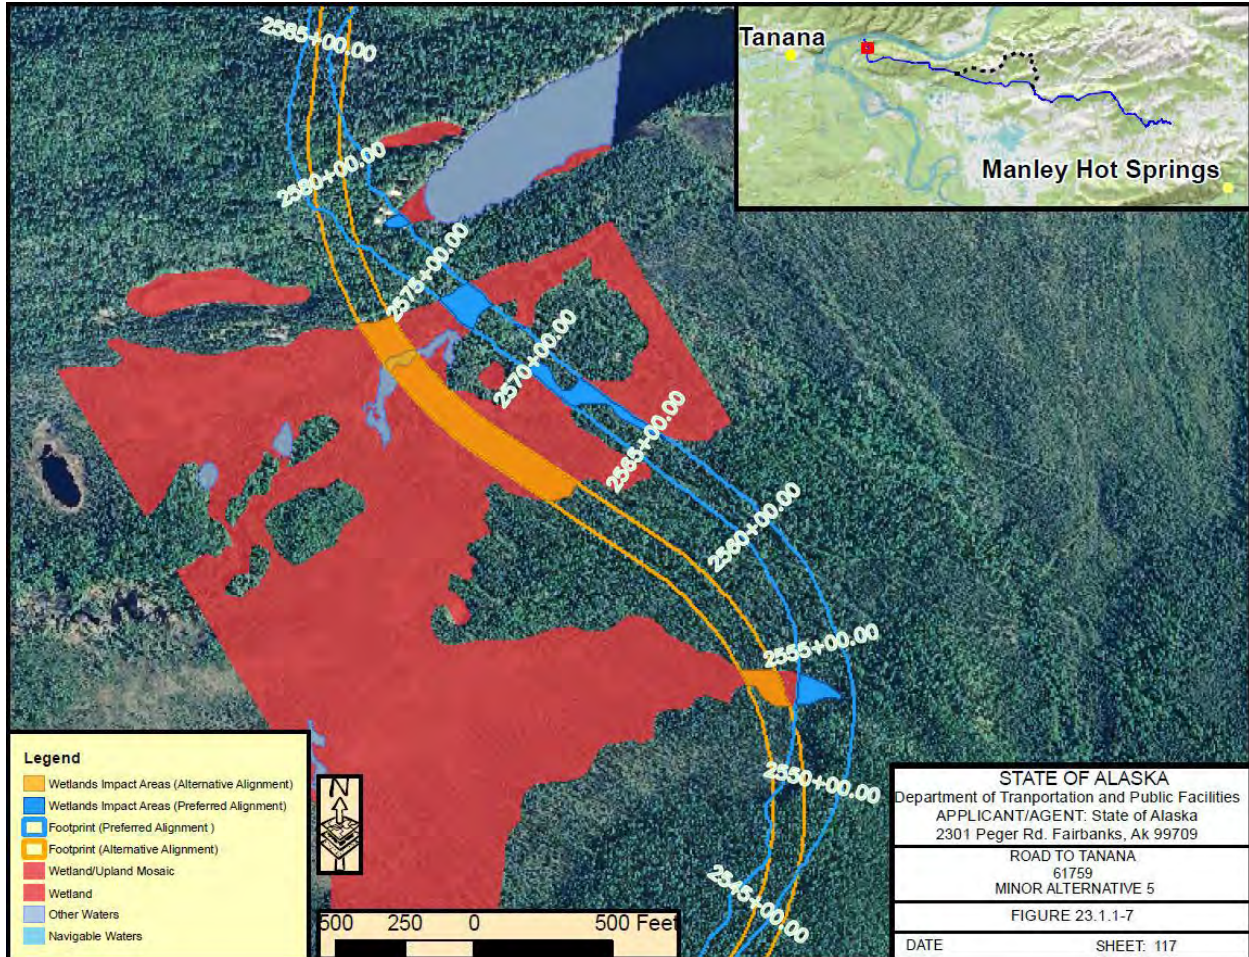 2585+00.00
Tanana
Manley Hot Springs
2580+00.00
2575+00.00
2570+00.00
2565+00.00
2560+00.00
2555+00.00
2550+00.00
2545+00.00
Legend
Wetlands Impact Areas (Alternative Alignment)
Wetlands Impact Areas (Preferred Alignment)
Footprint (Preferred Alignment )
Footprint (Alternative Alignment)
Wetland/Upland Mosaic
Wetland
Other Waters
Navigable Waters
N
500 250 0 500 Feet
STATE OF ALASKA
Department of Tranportation and Public Facilities
APPLICANT/AGENT: State of Alaska
2301 Peger Rd. Fairbanks, Ak 99709
ROAD TO TANANA
61759
MINOR ALTERNATIVE 5
FIGURE 23.1.1-7
DATE SHEET: 117